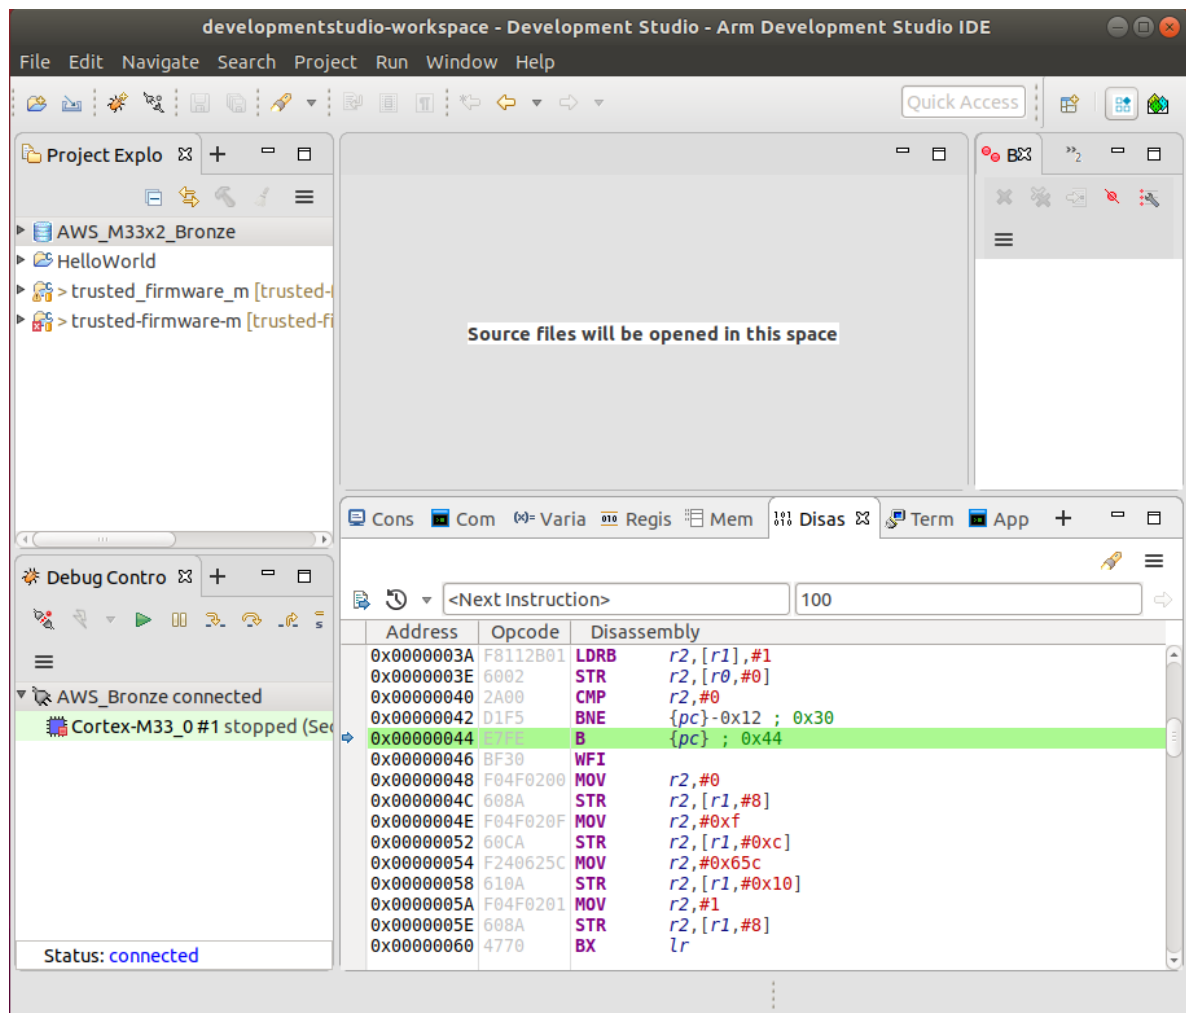 developmentstudio-workspace - Development Studio - Arm Development Studio IDE
File Edit Navigate Search Project Run Window Help
Quick Access
Project Explo
AWS_M33x2_Bronze
HelloWorld
> trusted_firmware_m [trusted-
> trusted-firmware-m [trusted-fi
Source files will be opened in this space
B
»2
Debug Contro
AWS_Bronze connected
Cortex-M33_0 #1 stopped (Sec
Status: connected
Cons Com (x)= Varia Regis Mem Disas Term App
<Next Instruction> 100
Address Opcode Disassembly
0x0000003A F8112B01 LDRB r2,[r1],#1
0x0000003E 6002 STR r2,[r0,#0]
0x00000040 2A00 CMP r2,#0
0x00000042 D1F5 BNE {pc}-0x12 ; 0x30
0x00000044 E7FE B {pc} ; 0x44
0x00000046 BF30 WFI
0x00000048 F04F0200 MOV r2,#0
0x0000004C 608A STR r2,[r1,#8]
0x0000004E F04F020F MOV r2,#0xf
0x00000052 60CA STR r2,[r1,#0xc]
0x00000054 F240625C MOV r2,#0x65c
0x00000058 610A STR r2,[r1,#0x10]
0x0000005A F04F0201 MOV r2,#1
0x0000005E 608A STR r2,[r1,#8]
0x00000060 4770 BX lr